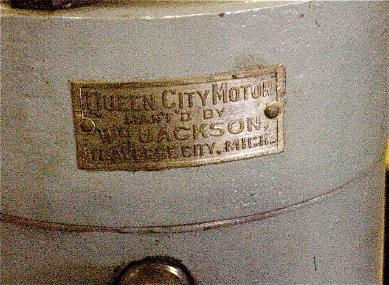 QUEEN CITY MOTOR
MANF'D BY
JACKSON,
TRAVERSE CITY, MICH.